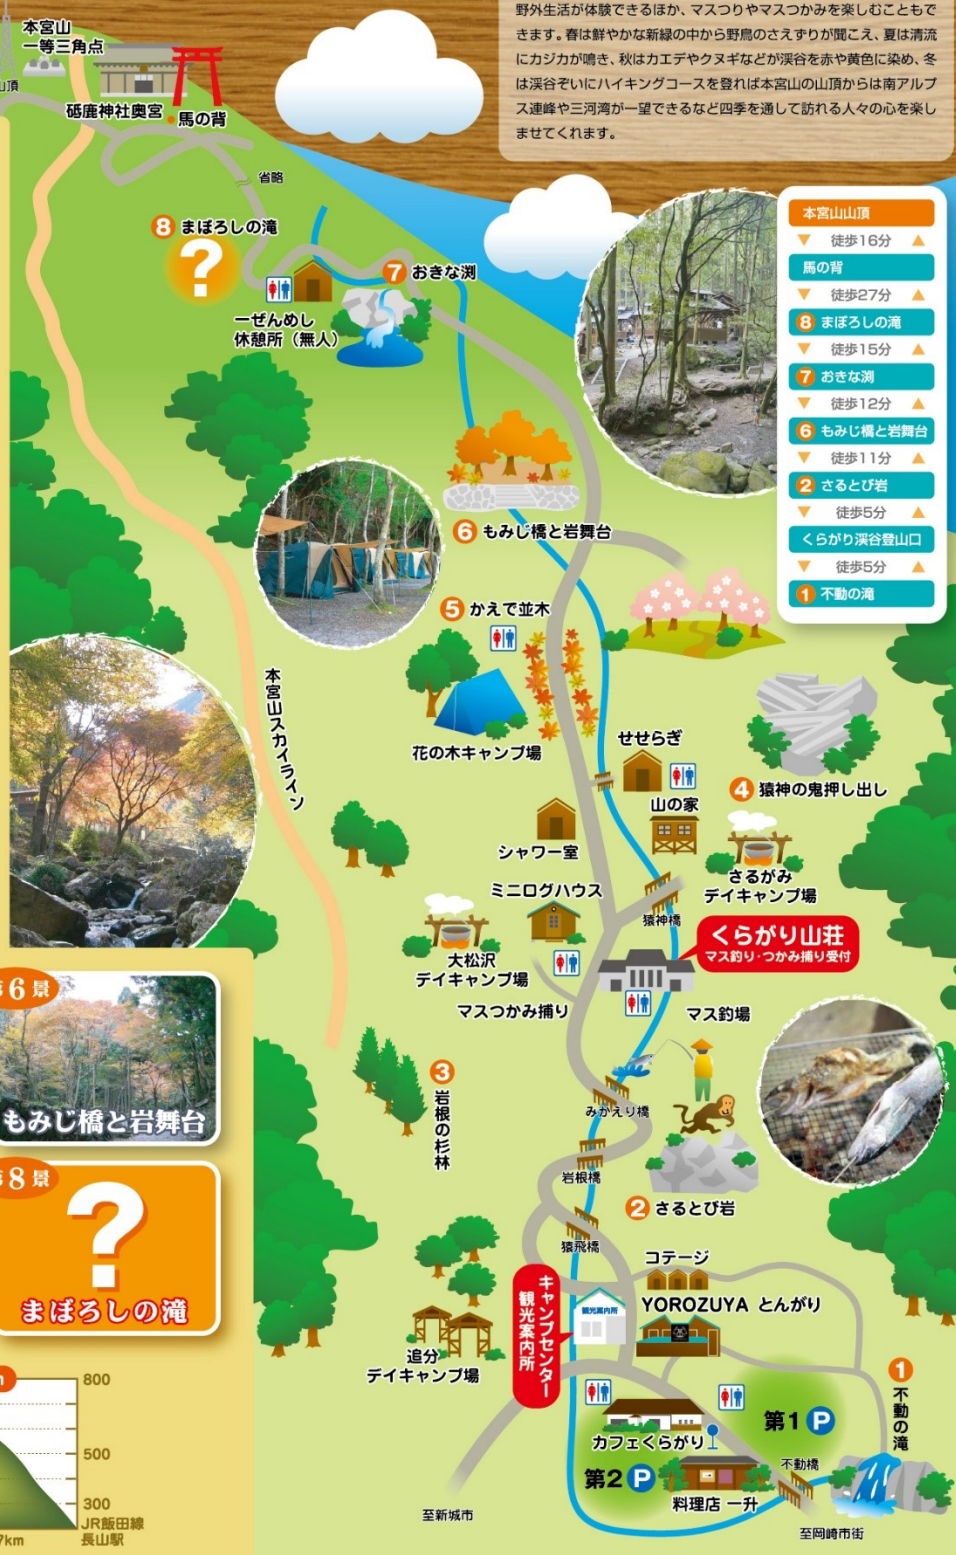 野外生活が体験できるほか、マスつりやマスつかみを楽しむこともで
きます。春は鮮やかな新緑の中から野鳥のさえずりが聞こえ、夏は清流
にカジカが鳴き、秋はカエデやクヌギなどが渓谷を赤や黄色に染め、冬
は渓谷ぞいにハイキングコースを登れば本宮山の山頂からは南アルプ
ス連峰や三河湾が一望できるなど四季を通して訪れる人々の心を楽し
ませてくれます。
本宮山
一等三角点
山頂
砥鹿神社奥宮
馬の背
省略
8 まぼろしの滝
?
7 おきな渕
一ぜんめし
休憩所（無人）
本宮山山頂
▼ 徒歩16分 ▲
馬の背
▼ 徒歩27分 ▲
8 まぼろしの滝
▼ 徒歩15分 ▲
7 おきな渕
▼ 徒歩12分 ▲
6 もみじ橋と岩舞台
▼ 徒歩11分 ▲
2 さるとび岩
▼ 徒歩5分 ▲
くらがり渓谷登山口
▼ 徒歩5分 ▲
1 不動の滝
6 もみじ橋と岩舞台
5 かえで並木
花の木キャンプ場
本宮山スカイライン
せせらぎ
山の家
4 猿神の鬼押し出し
シャワー室
さるがみ
デイキャンプ場
ミニログハウス
猿神橋
大松沢
デイキャンプ場
くらがり山荘
マス釣り・つかみ捕り受付
マスつかみ捕り
マス釣場
6景
もみじ橋と岩舞台
3 岩根の杉林
みかえり橋
岩根橋
2 さるとび岩
8景
?
まぼろしの滝
猿飛橋
コテージ
キャンプセンター
観光案内所
観光案内所
YOROZUYA とんがり
追分
デイキャンプ場
1 不動の滝
カフェくらがり
第1 P
第2 P
不動橋
料理店 一升
至新城市
至岡崎市街
800
500
300
JR飯田線
長山駅
7km